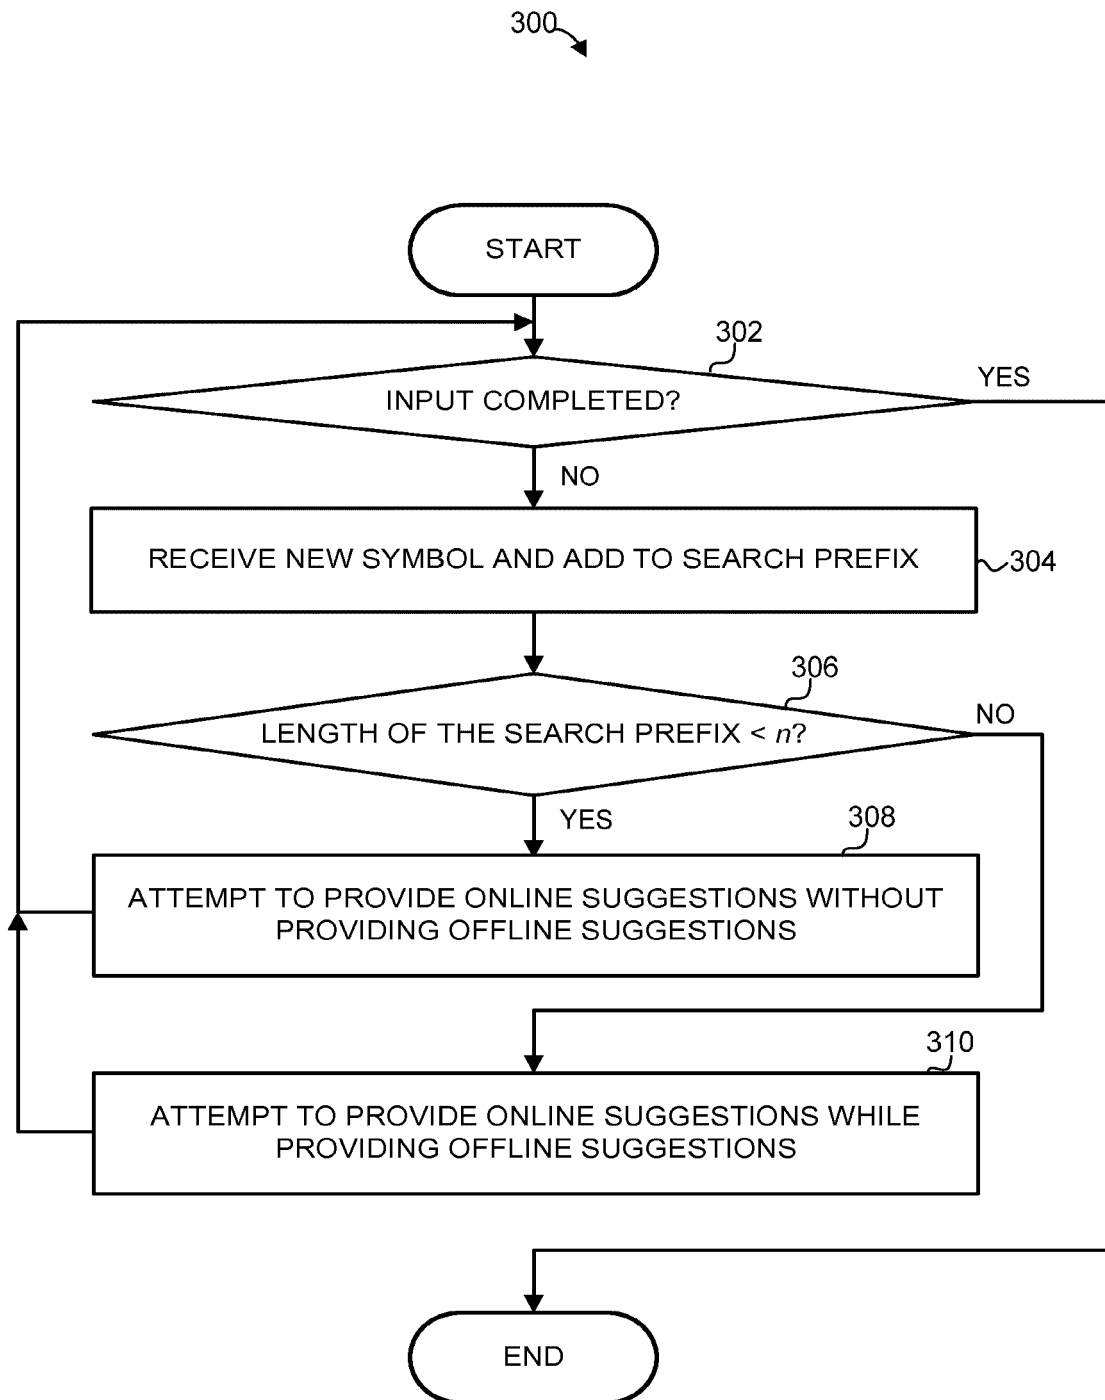 300
START
302
INPUT COMPLETED?
YES
NO
RECEIVE NEW SYMBOL AND ADD TO SEARCH PREFIX
304
306
LENGTH OF THE SEARCH PREFIX < n?
NO
YES
308
ATTEMPT TO PROVIDE ONLINE SUGGESTIONS WITHOUT
PROVIDING OFFLINE SUGGESTIONS
310
ATTEMPT TO PROVIDE ONLINE SUGGESTIONS WHILE
PROVIDING OFFLINE SUGGESTIONS
END